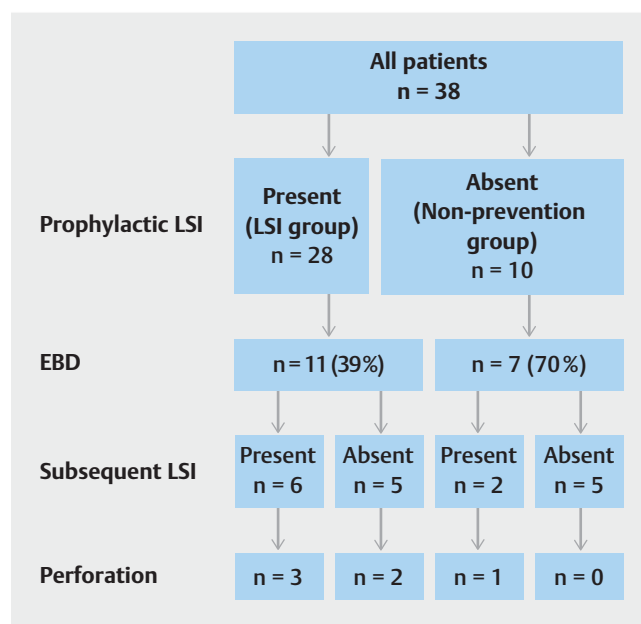 All patients
n = 38
Prophylactic LSI
Present
(LSI group)
n = 28
Absent
(Non-prevention
group)
n = 10
EBD
n = 11 (39%)
n = 7 (70%)
Subsequent LSI
Present
n = 6
Absent
n = 5
Present
n = 2
Absent
n = 5
Perforation
n = 3
n = 2
n = 1
n = 0